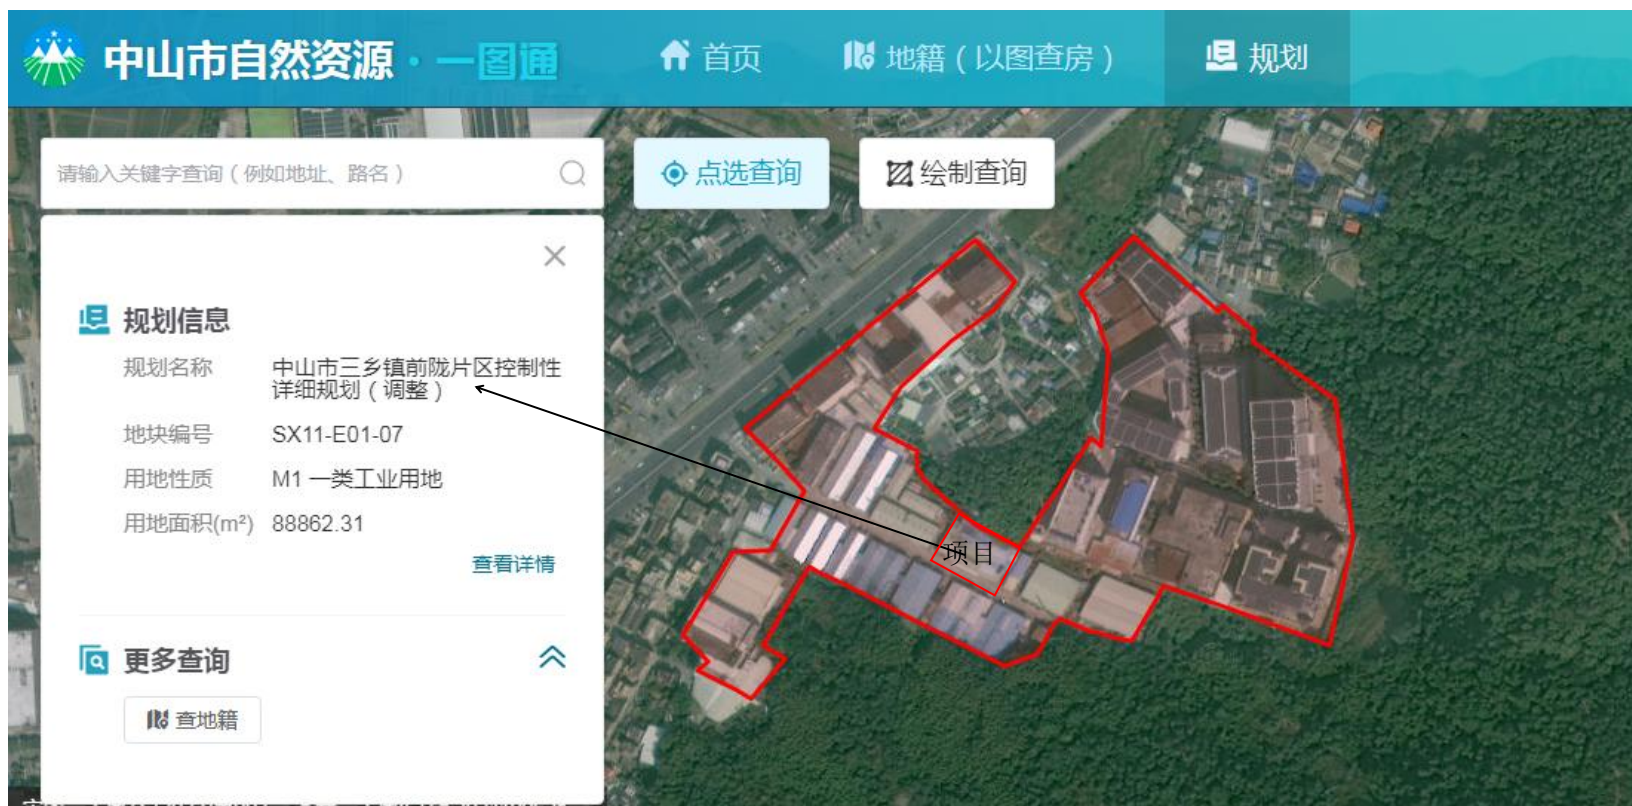 中山市自然资源·一图通
首页
地籍（以图查房）
规划
请输入关键字查询（例如地址、路名）
点选查询
绘制查询
规划信息
规划名称 中山市三乡镇前陇片区控制性
详细规划（调整）
地块编号 SX11-E01-07
用地性质 M1 一类工业用地
用地面积(m²) 88862.31
查看详情
更多查询
查地籍
项目